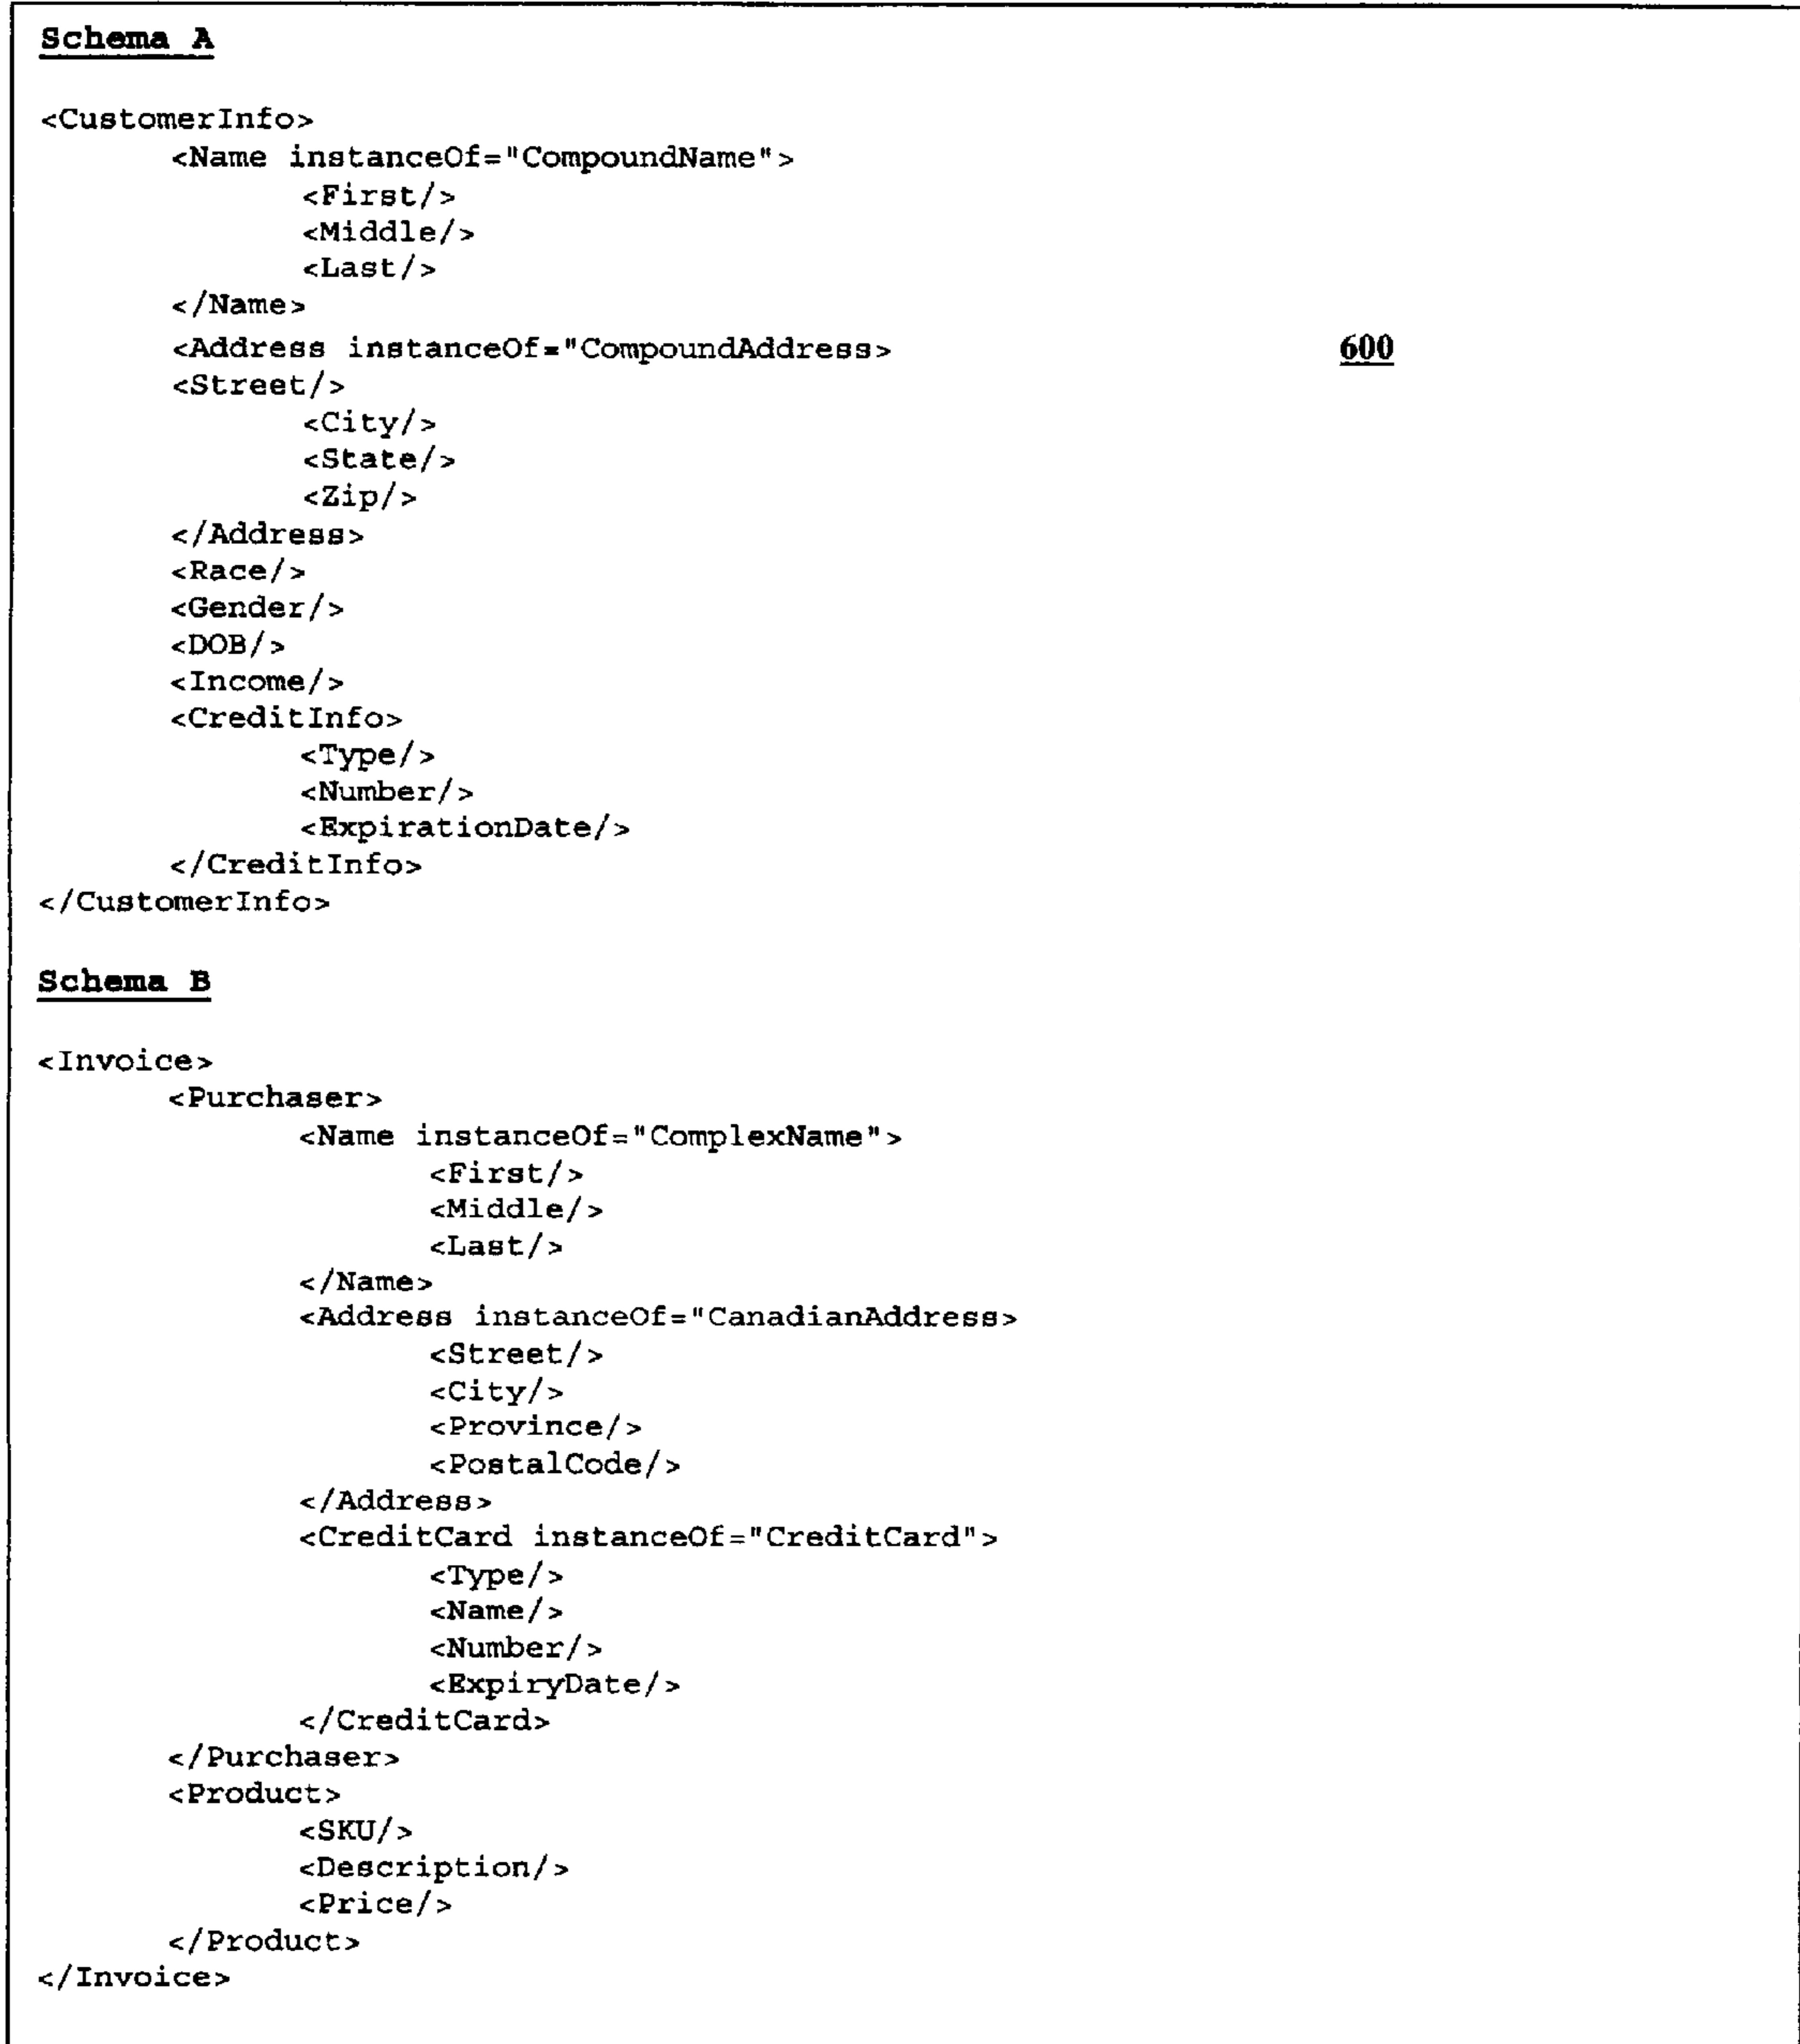 Schema A
<CustomerInfo>
<Name instanceOf="CompoundName">
<First/>
<Middle/>
<Last/>
</Name>
<Address instanceOf="CompoundAddress> 600
<Street/>
<City/>
<State/>
<Zip/>
</Address>
<Race/>
<Gender/>
<DOB/>
<Income/>
<CreditInfo>
<Type/>
<Number/>
<ExpirationDate/>
</CreditInfo>
</CustomerInfo>
Schema B
<Invoice>
<Purchaser>
<Name instanceOf="ComplexName">
<First/>
<Middle/>
<Last/>
</Name>
<Address instanceOf="CanadianAddress>
<Street/>
<City/>
<Province/>
<PostalCode/>
</Address>
<CreditCard instanceOf="CreditCard">
<Type/>
<Name/>
<Number/>
<ExpiryDate/>
</CreditCard>
</Purchaser>
<Product>
<SKU/>
<Description/>
<Price/>
</Product>
</Invoice>